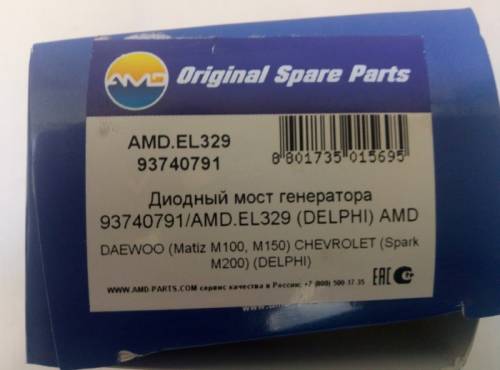 AMD Original Spare Parts
AMD.EL329
93740791
8 801735 015695
Диодный мост генератора
93740791/AMD.EL329 (DELPHI) AMD
DAEWOO (Matiz M100, M150) CHEVROLET (Spark
M200) (DELPHI)
WWW.AMD-PARTS.COM сервис качества в России: +7 (800) 500 37 35
EAC